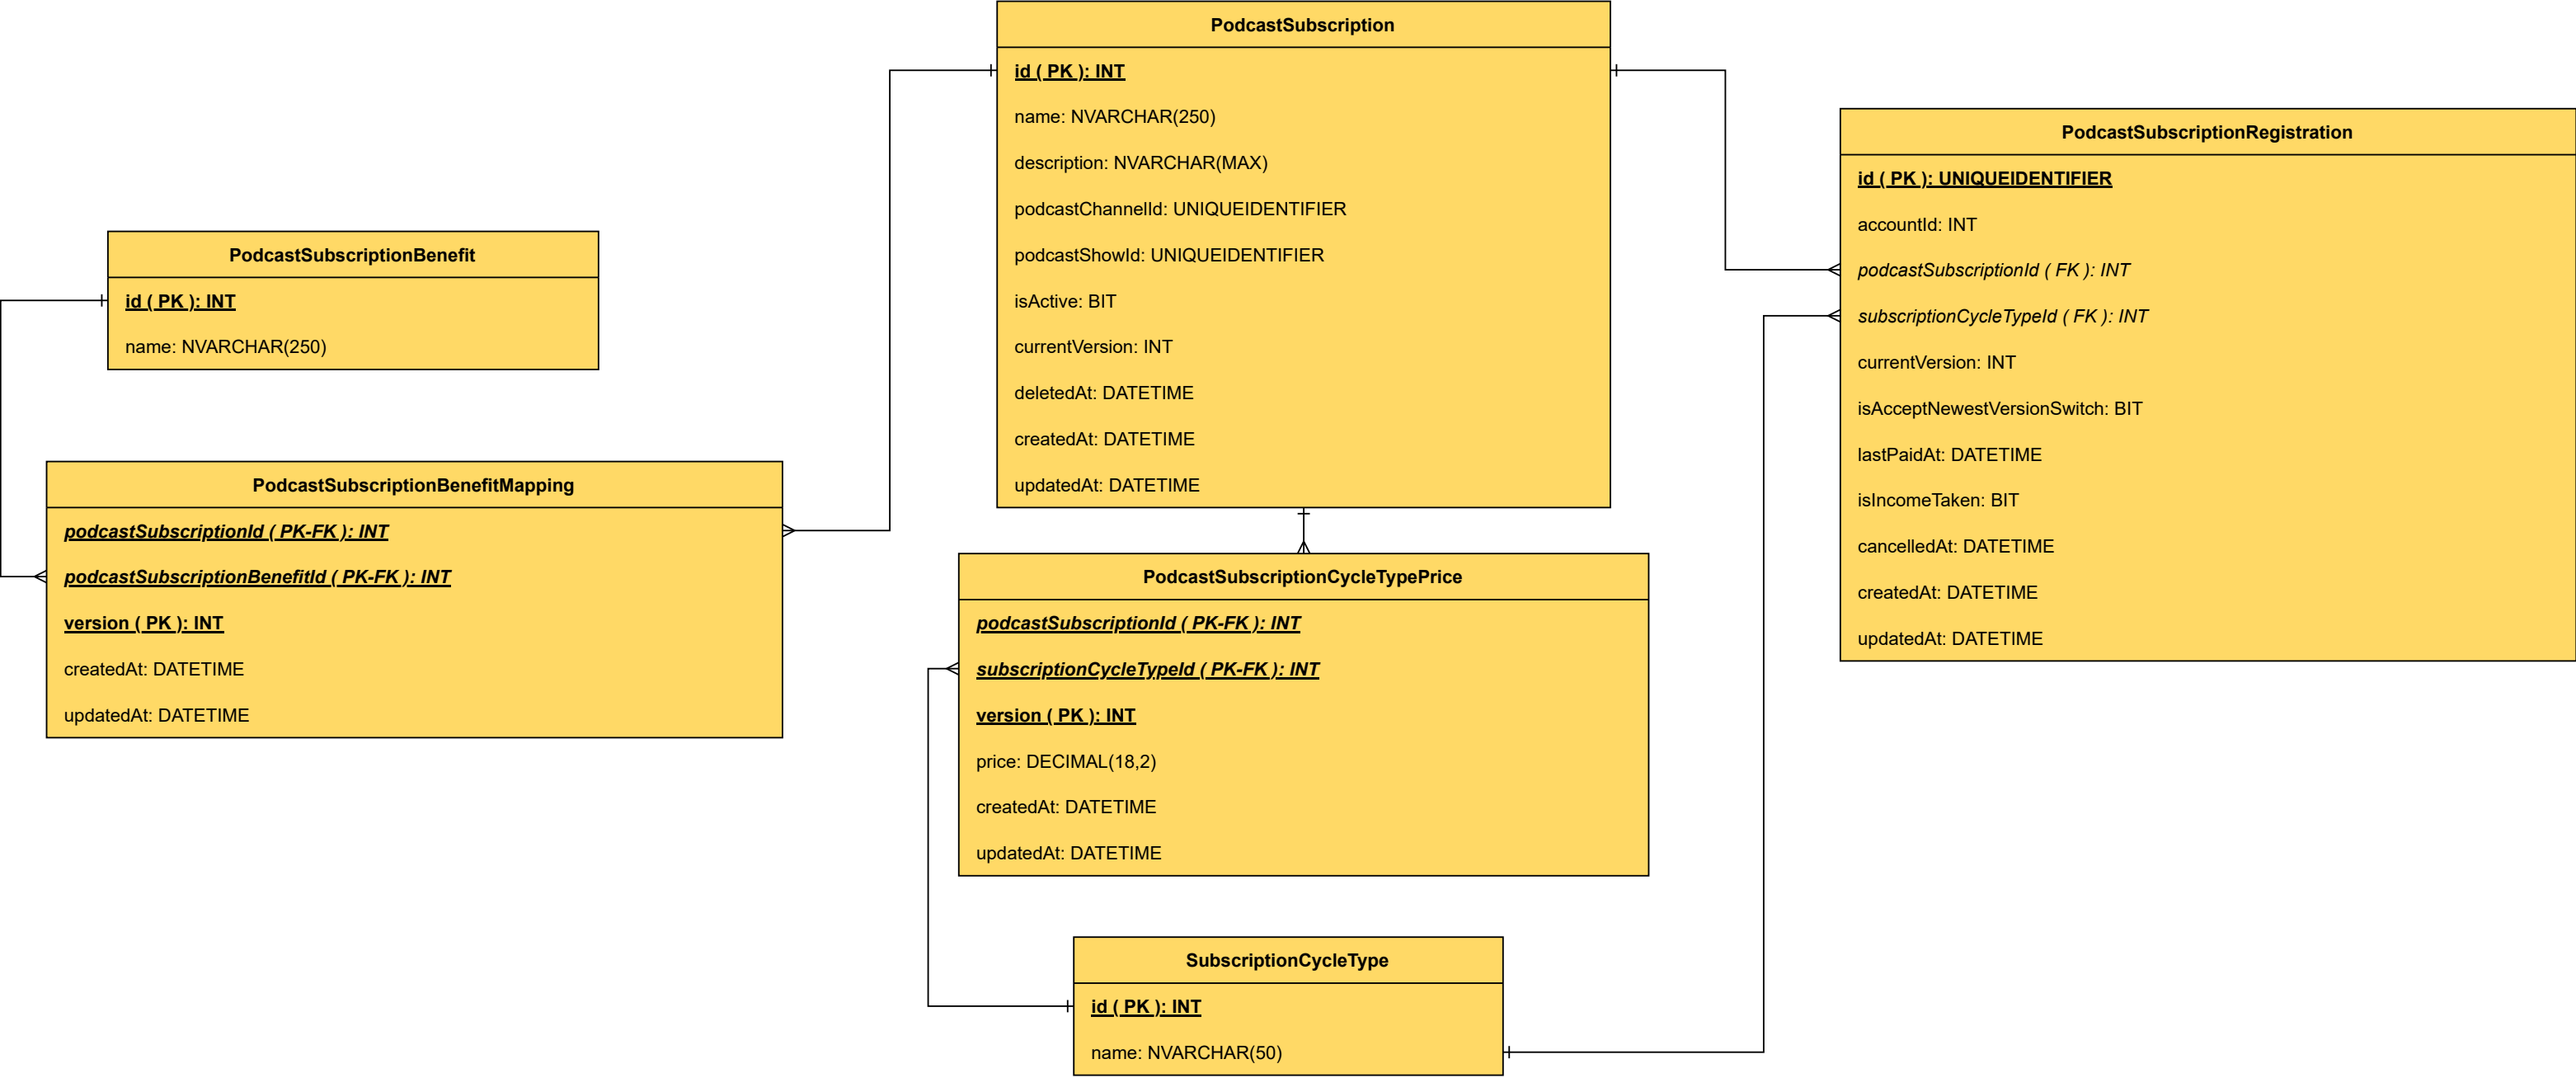 PodcastSubscription
id ( PK ): INT
name: NVARCHAR(250)
description: NVARCHAR(MAX)
podcastChannelId: UNIQUEIDENTIFIER
podcastShowId: UNIQUEIDENTIFIER
isActive: BIT
currentVersion: INT
deletedAt: DATETIME
createdAt: DATETIME
updatedAt: DATETIME
PodcastSubscriptionRegistration
id ( PK ): UNIQUEIDENTIFIER
accountId: INT
podcastSubscriptionId ( FK ): INT
subscriptionCycleTypeId ( FK ): INT
currentVersion: INT
isAcceptNewestVersionSwitch: BIT
lastPaidAt: DATETIME
isIncomeTaken: BIT
cancelledAt: DATETIME
createdAt: DATETIME
updatedAt: DATETIME
PodcastSubscriptionBenefit
id ( PK ): INT
name: NVARCHAR(250)
PodcastSubscriptionBenefitMapping
podcastSubscriptionId ( PK-FK ): INT
podcastSubscriptionBenefitId ( PK-FK ): INT
version ( PK ): INT
createdAt: DATETIME
updatedAt: DATETIME
PodcastSubscriptionCycleTypePrice
podcastSubscriptionId ( PK-FK ): INT
subscriptionCycleTypeId ( PK-FK ): INT
version ( PK ): INT
price: DECIMAL(18,2)
createdAt: DATETIME
updatedAt: DATETIME
SubscriptionCycleType
id ( PK ): INT
name: NVARCHAR(50)